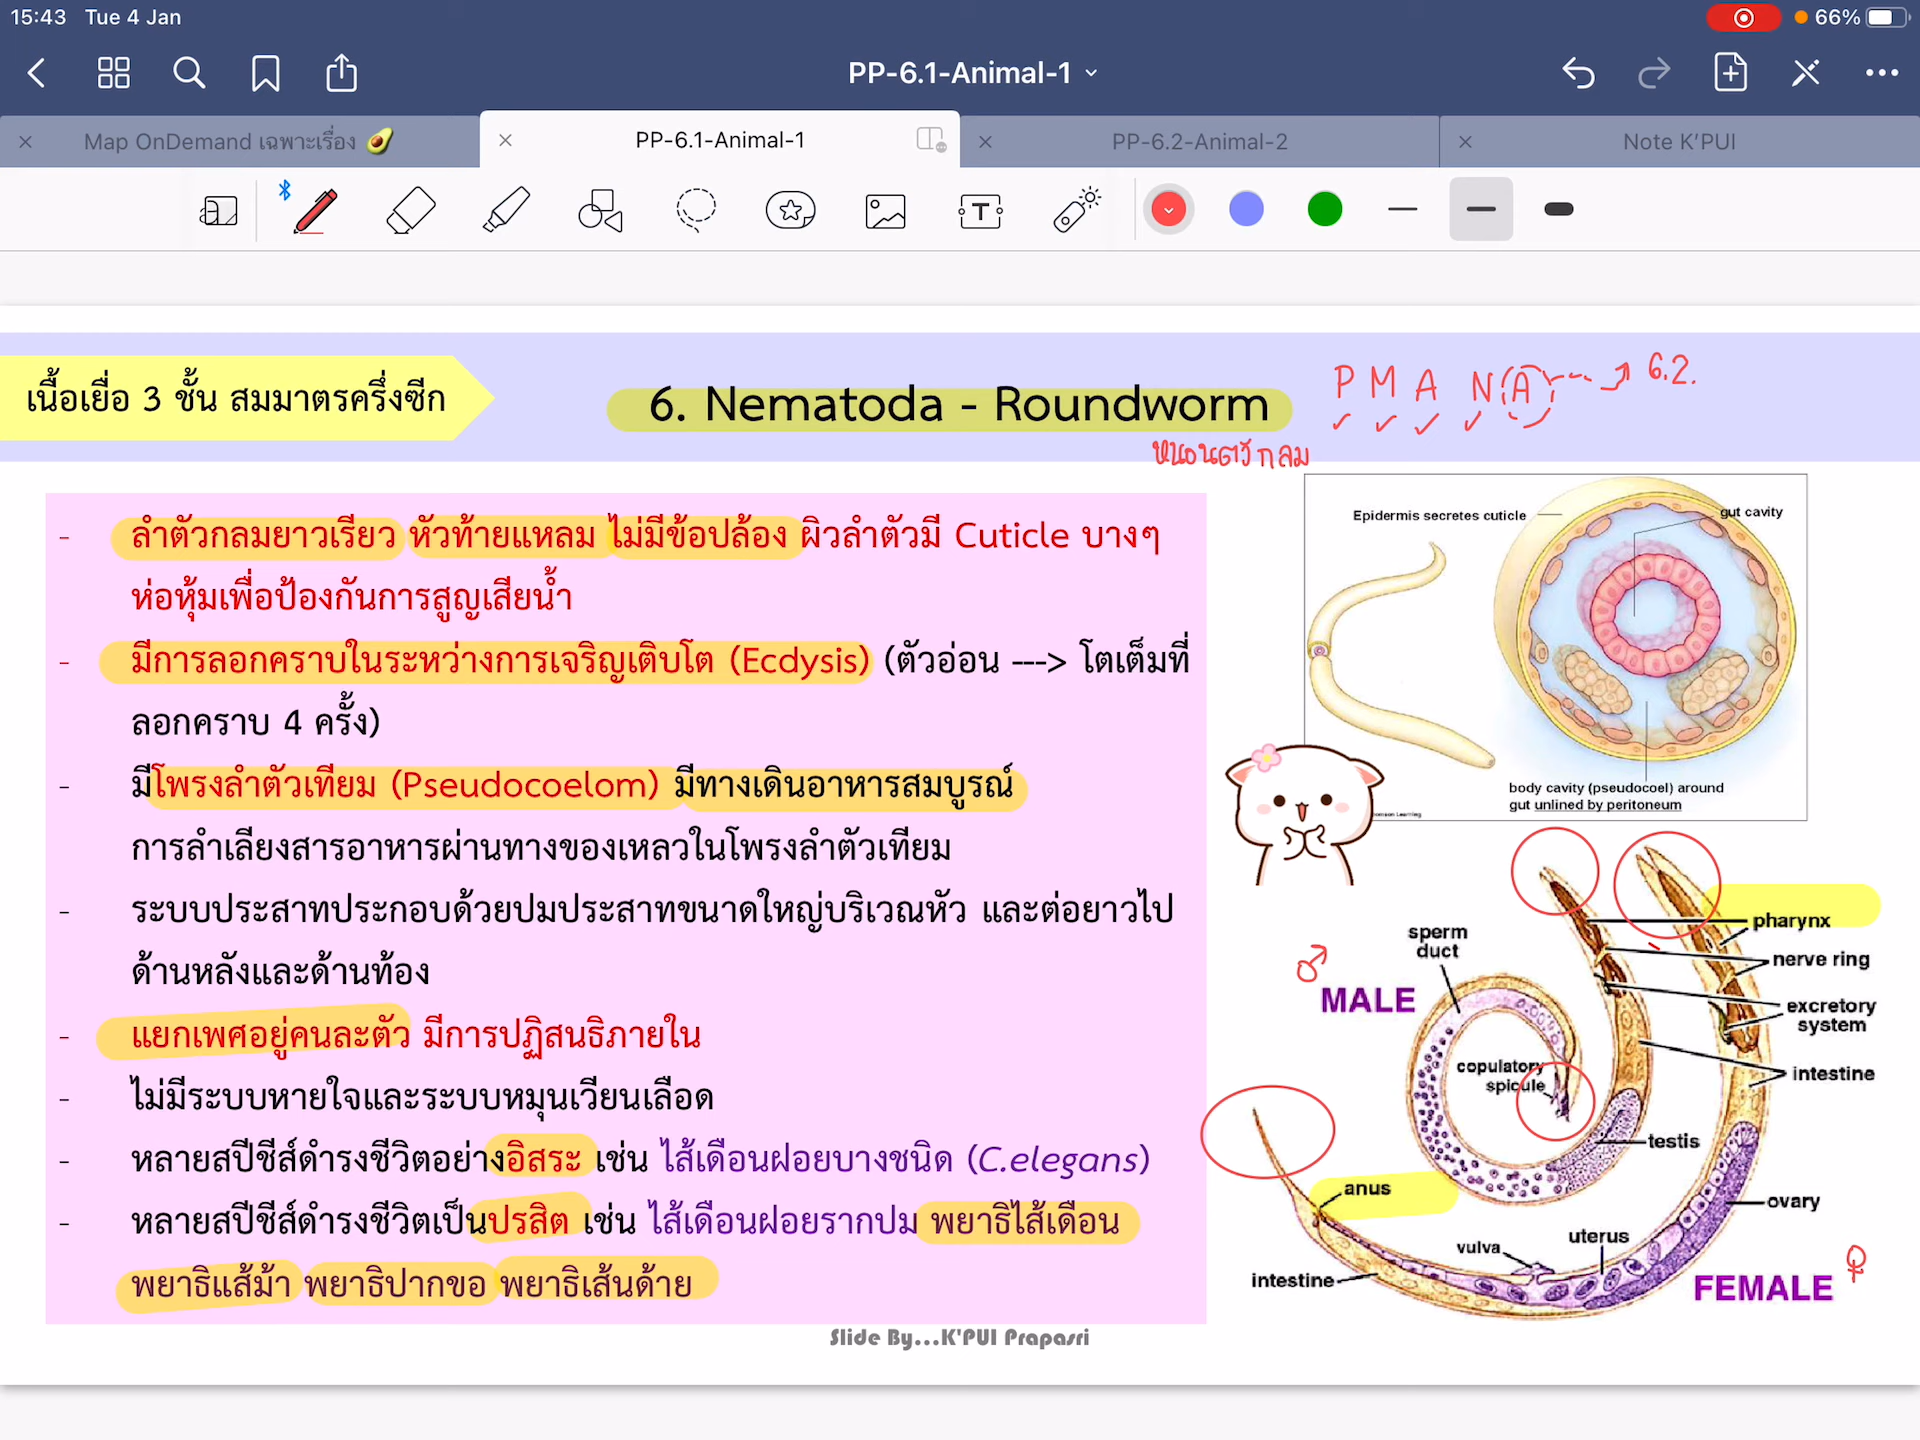 15:43 Tue 4 Jan
66%
PP-6.1-Animal-1
Map OnDemand เฉพาะเรื่อง 🥑
PP-6.1-Animal-1
PP-6.2-Animal-2
Note K'PUI
เนื้อเยื่อ 3 ชั้น สมมาตรครึ่งซีก
6. Nematoda - Roundworm
P M A N A 6.2.
หนอนตัวกลม
- ลำตัวกลมยาวเรียว หัวท้ายแหลม ไม่มีข้อปล้อง ผิวลำตัวมี Cuticle บางๆ
ห่อหุ้มเพื่อป้องกันการสูญเสียน้ำ
- มีการลอกคราบในระหว่างการเจริญเติบโต (Ecdysis) (ตัวอ่อน ---> โตเต็มที่
ลอกคราบ 4 ครั้ง)
- มีโพรงลำตัวเทียม (Pseudocoelom) มีทางเดินอาหารสมบูรณ์
การลำเลียงสารอาหารผ่านทางของเหลวในโพรงลำตัวเทียม
- ระบบประสาทประกอบด้วยปมประสาทขนาดใหญ่บริเวณหัว และต่อยาวไป
ด้านหลังและด้านท้อง
- แยกเพศอยู่คนละตัว มีการปฏิสนธิภายใน
- ไม่มีระบบหายใจและระบบหมุนเวียนเลือด
- หลายสปีชีส์ดำรงชีวิตอย่างอิสระ เช่น ไส้เดือนฝอยบางชนิด (C.elegans)
- หลายสปีชีส์ดำรงชีวิตเป็นปรสิต เช่น ไส้เดือนฝอยรากปม พยาธิไส้เดือน
พยาธิแส้ม้า พยาธิปากขอ พยาธิเส้นด้าย
Epidermis secretes cuticle
gut cavity
body cavity (pseudocoel) around
gut unlined by peritoneum
Learning
pharynx
nerve ring
excretory
system
intestine
sperm
duct
♂
MALE
copulatory
spicule
testis
anus
ovary
vulva
uterus
intestine
♀
FEMALE
Slide By...K'PUI Prapasri